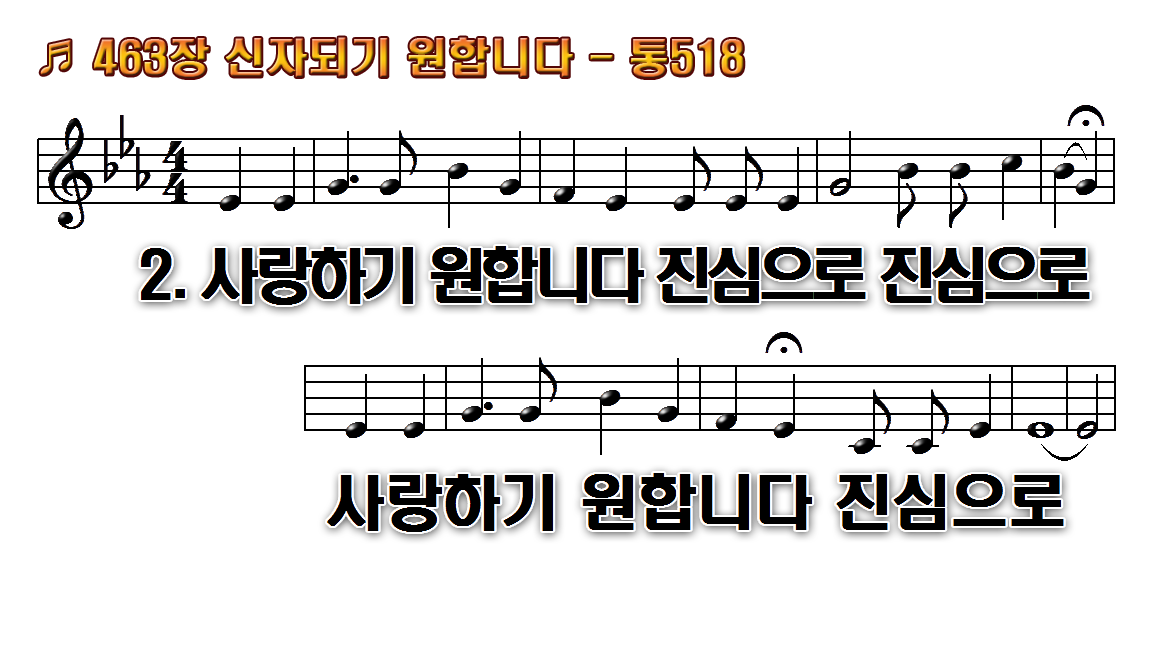 ♬ 463장 신자되기 원합니다 - 통518
2. 사랑하기 원합니다 진심으로 진심으로
사랑하기 원합니다 진심으로